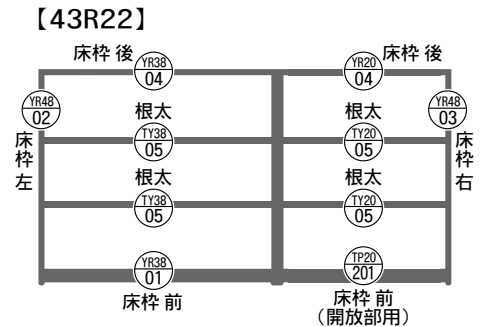 【43R22】
床枠 後
YR38
04
YR20
04
床枠 後
YR48
02
床枠 左
根太
TY38
05
根太
TY20
05
YR48
03
床枠 右
根太
TY38
05
根太
TY20
05
YR38
01
床枠 前
TP20
201
床枠 前
（開放部用）